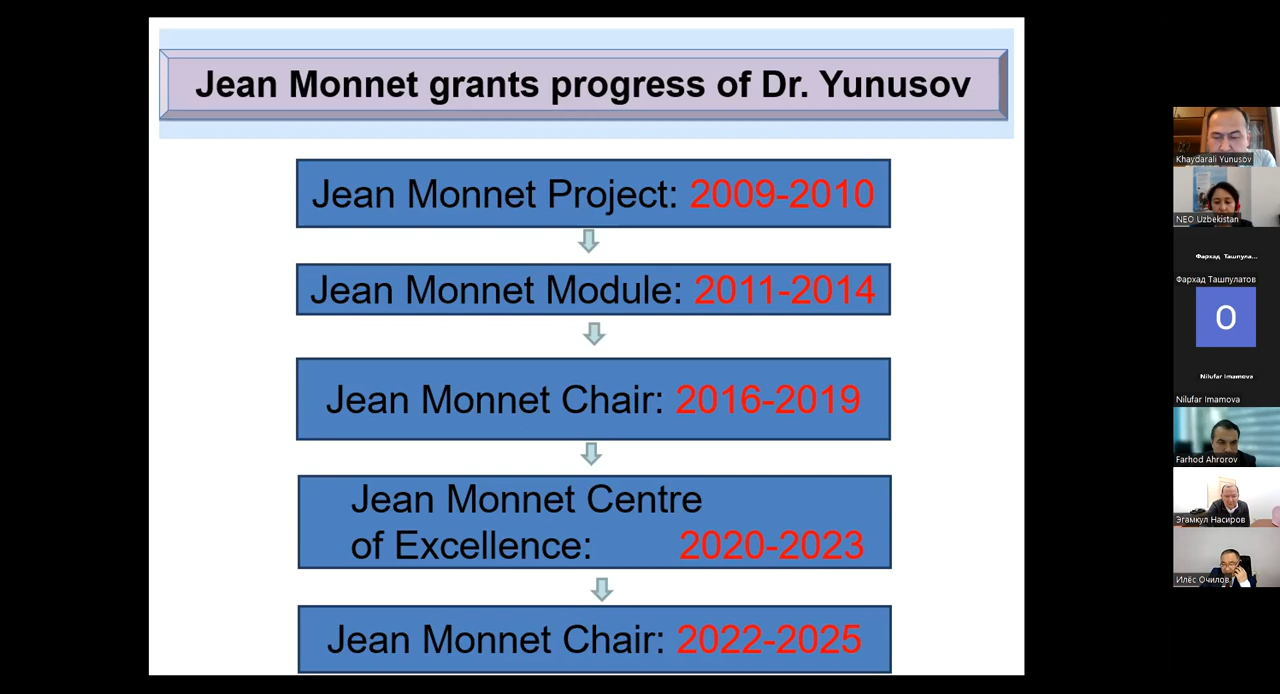 Jean Monnet grants progress of Dr. Yunusov
Jean Monnet Project: 2009-2010
Jean Monnet Module: 2011-2014
Jean Monnet Chair: 2016-2019
Jean Monnet Centre
of Excellence: 2020-2023
Jean Monnet Chair: 2022-2025
Khaydarali Yunusov
NEO Uzbekistan
Фархад Ташпула...
Фархад Ташпулатов
O
Nilufar Imamova
Nilufar Imamova
Farhod Ahrorov
Эгамкул Насиров
Илёс Очилов